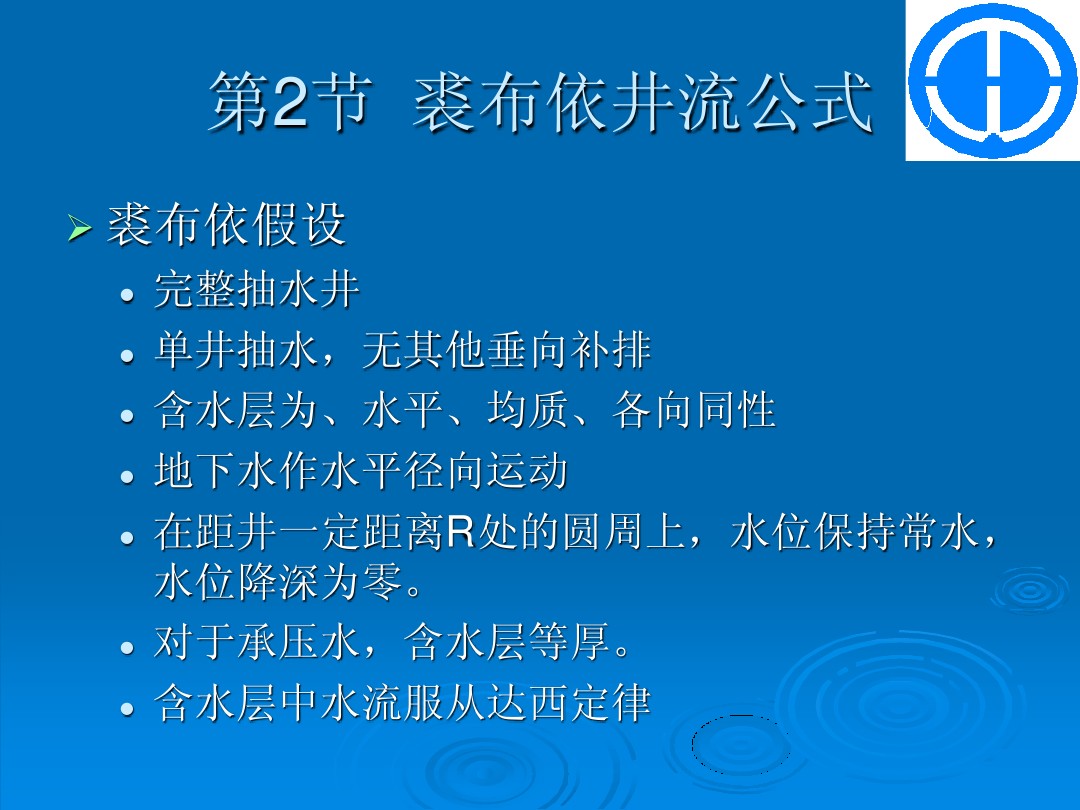 第2节 裘布依井流公式
裘布依假设
完整抽水井
单井抽水，无其他垂向补排
含水层为、水平、均质、各向同性
地下水作水平径向运动
在距井一定距离R处的圆周上，水位保持常水，
水位降深为零。
对于承压水，含水层等厚。
含水层中水流服从达西定律